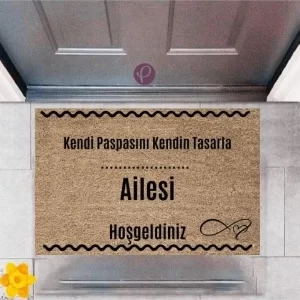 Kendi Paspasını Kendin Tasarla
....................
Ailesi
Hoşgeldiniz